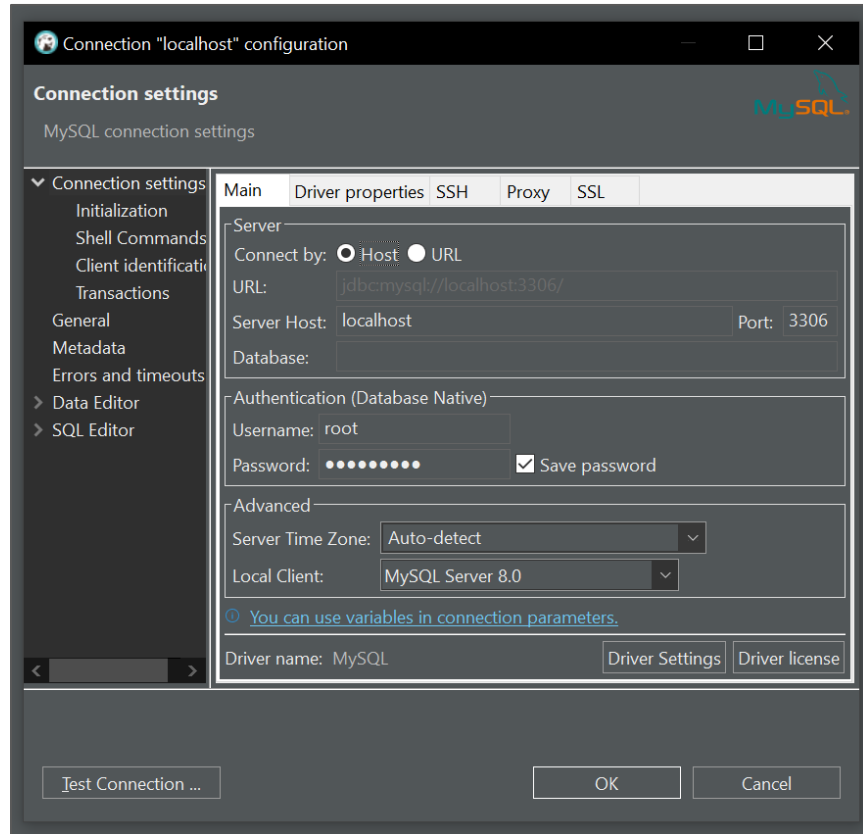 Connection "localhost" configuration
Connection settings
MySQL connection settings
MySQL
Connection settings
Initialization
Shell Commands
Client identificati
Transactions
General
Metadata
Errors and timeouts
Data Editor
SQL Editor
Main Driver properties SSH Proxy SSL
Server
Connect by: Host URL
URL: jdbc:mysql://localhost:3306/
Server Host: localhost Port: 3306
Database:
Authentication (Database Native)
Username: root
Password: ••••••••• Save password
Advanced
Server Time Zone: Auto-detect
Local Client: MySQL Server 8.0
You can use variables in connection parameters.
Driver name: MySQL Driver Settings Driver license
Test Connection ... OK Cancel